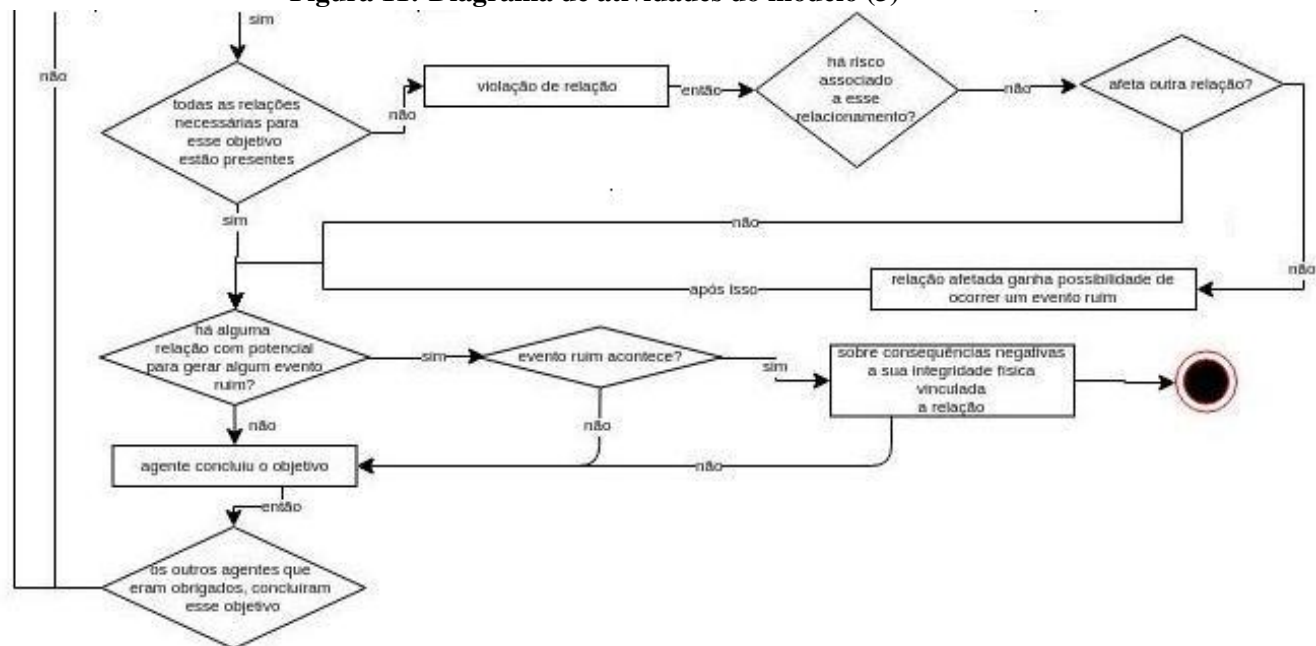 Figura 11: Diagrama de atividades do modelo (3)
sim
não
todas as relações
necessárias para
esse objetivo
estão presentes
não
violação de relação
então
há risco
associado
a esse
relacionamento?
não
afeta outra relação?
sim
não
não
após isso
relação afetada ganha possibilidade de
ocorrer um evento ruim
há alguma
relação com potencial
para gerar algum evento
ruim?
sim
evento ruim acontece?
sim
sobre consequências negativas
a sua integridade física
vinculada
a relação
não
não
agente concluiu o objetivo
não
então
os outros agentes que
eram obrigados, concluíram
esse objetivo